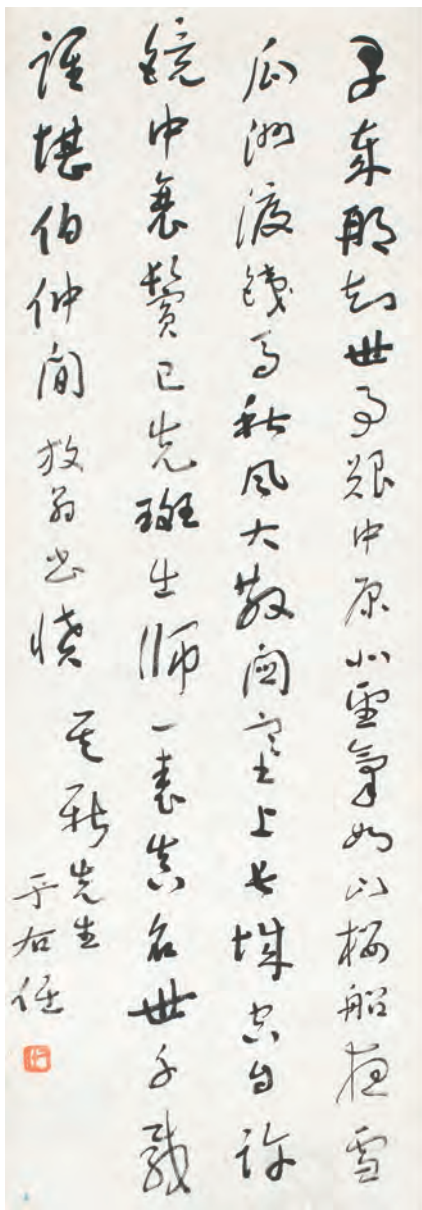 早歲那知世事艱中原北望氣如山樓船夜雪
瓜洲渡鐵馬秋風大散關塞上長城空自許
鏡中衰鬢已先斑出師一表真名世千載
誰堪伯仲間 放翁書憤
先生
于右任